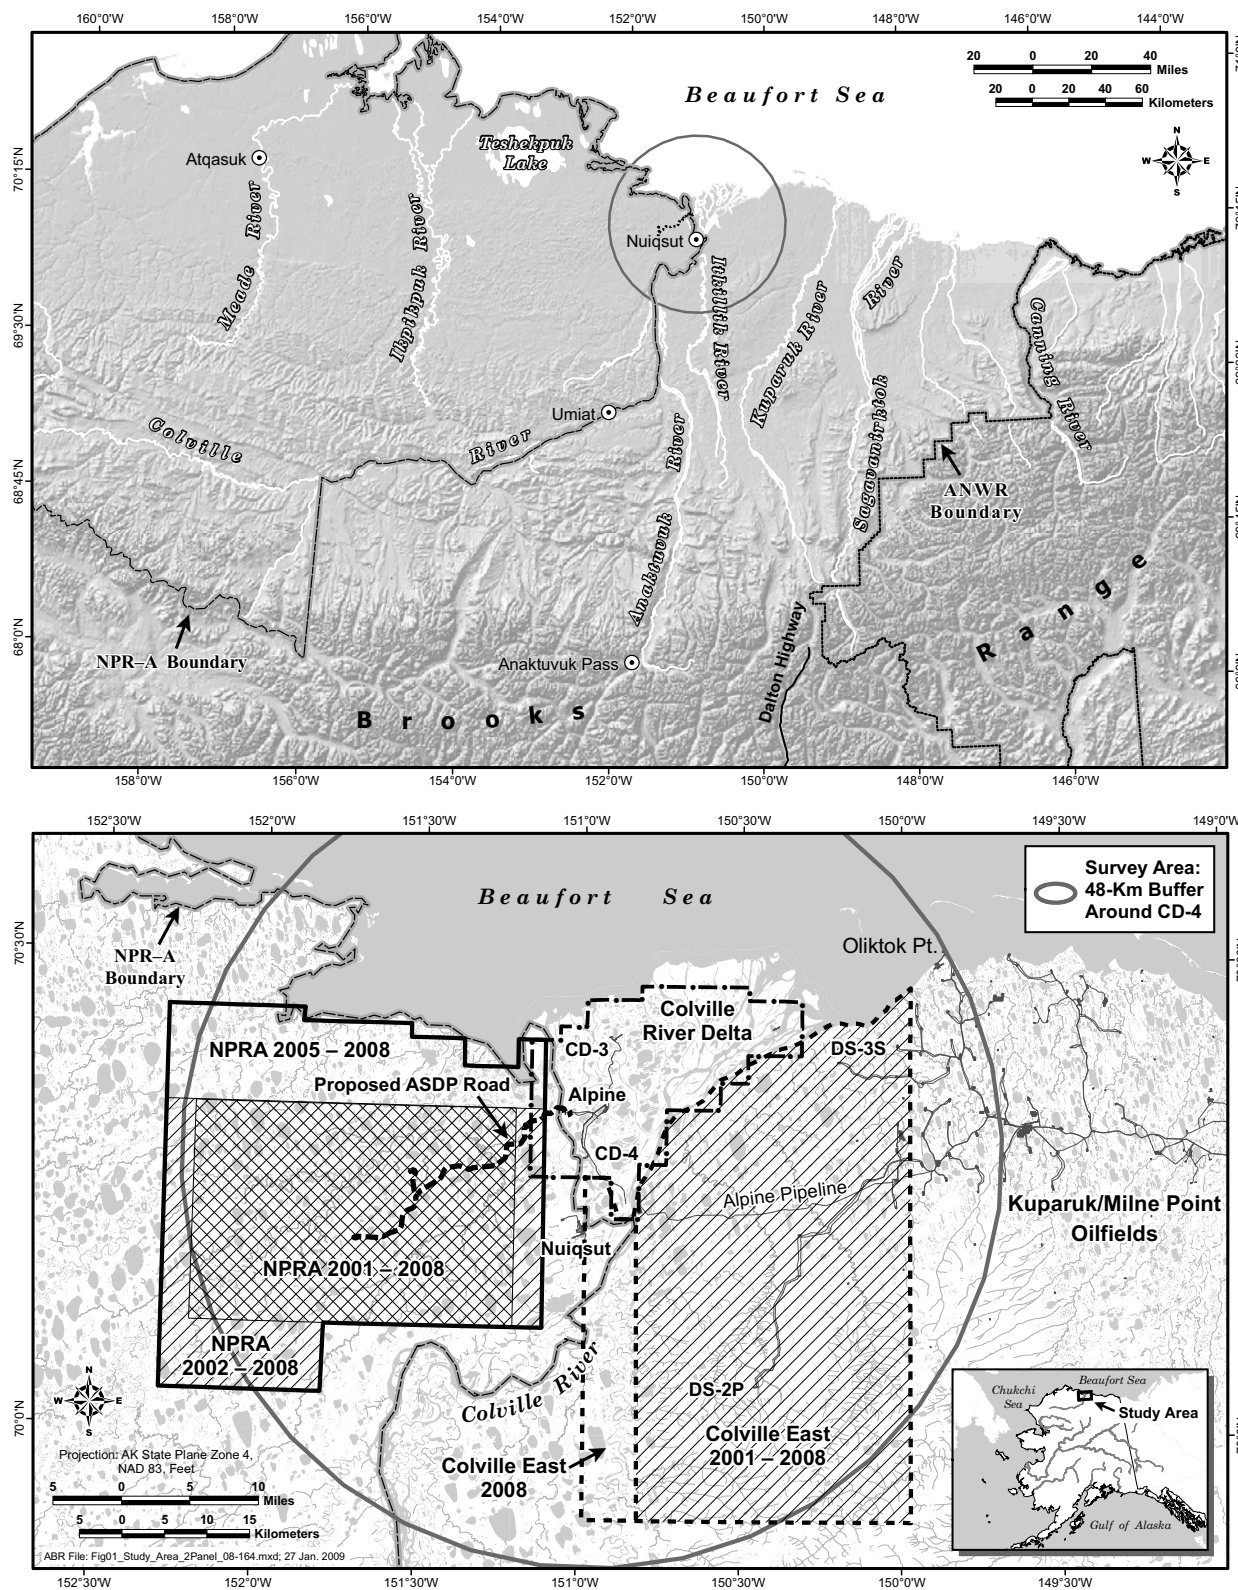 160°0'W 158°0'W 156°0'W 154°0'W 152°0'W 150°0'W 148°0'W 146°0'W 144°0'W
20 0 20 40
Miles
20 0 20 40 60
Kilometers
Beaufort Sea
N
W E
S
Teshekpuk
Lake
Atqasuk
70°15'N
Meade River
Ikpikpuk River
Nuiqsut
Itkillik River
Kuparuk River
River
Sagavanirktok
Canning River
69°30'N
Umiat
Colville
River
Anaktuvuk
River
68°45'N
ANWR
Boundary
68°0'N
NPR–A Boundary
Anaktuvuk Pass
Dalton Highway
Brooks
Range
158°0'W 156°0'W 154°0'W 152°0'W 150°0'W 148°0'W 146°0'W
152°30'W 152°0'W 151°30'W 151°0'W 150°30'W 150°0'W 149°30'W 149°0'W
Survey Area:
48-Km Buffer
Around CD-4
Beaufort Sea
NPR–A
Boundary
70°30'N
Oliktok Pt.
Colville
River Delta
NPRA 2005 – 2008
CD-3
DS-3S
Proposed ASDP Road
Alpine
CD-4
Alpine Pipeline
Kuparuk/Milne Point
Oilfields
Nuiqsut
NPRA 2001 – 2008
NPRA
2002 – 2008
N
W E
S
Colville River
DS-2P
70°0'N
Colville East
2001 – 2008
Colville East
2008
Projection: AK State Plane Zone 4,
NAD 83, Feet
5 0 5 10
Miles
5 0 5 10 15
Kilometers
ABR File: Fig01_Study_Area_2Panel_08-164.mxd; 27 Jan. 2009
Beaufort Sea
Chukchi
Sea
Study Area
Gulf of Alaska
152°30'W 152°0'W 151°30'W 151°0'W 150°30'W 150°0'W 149°30'W